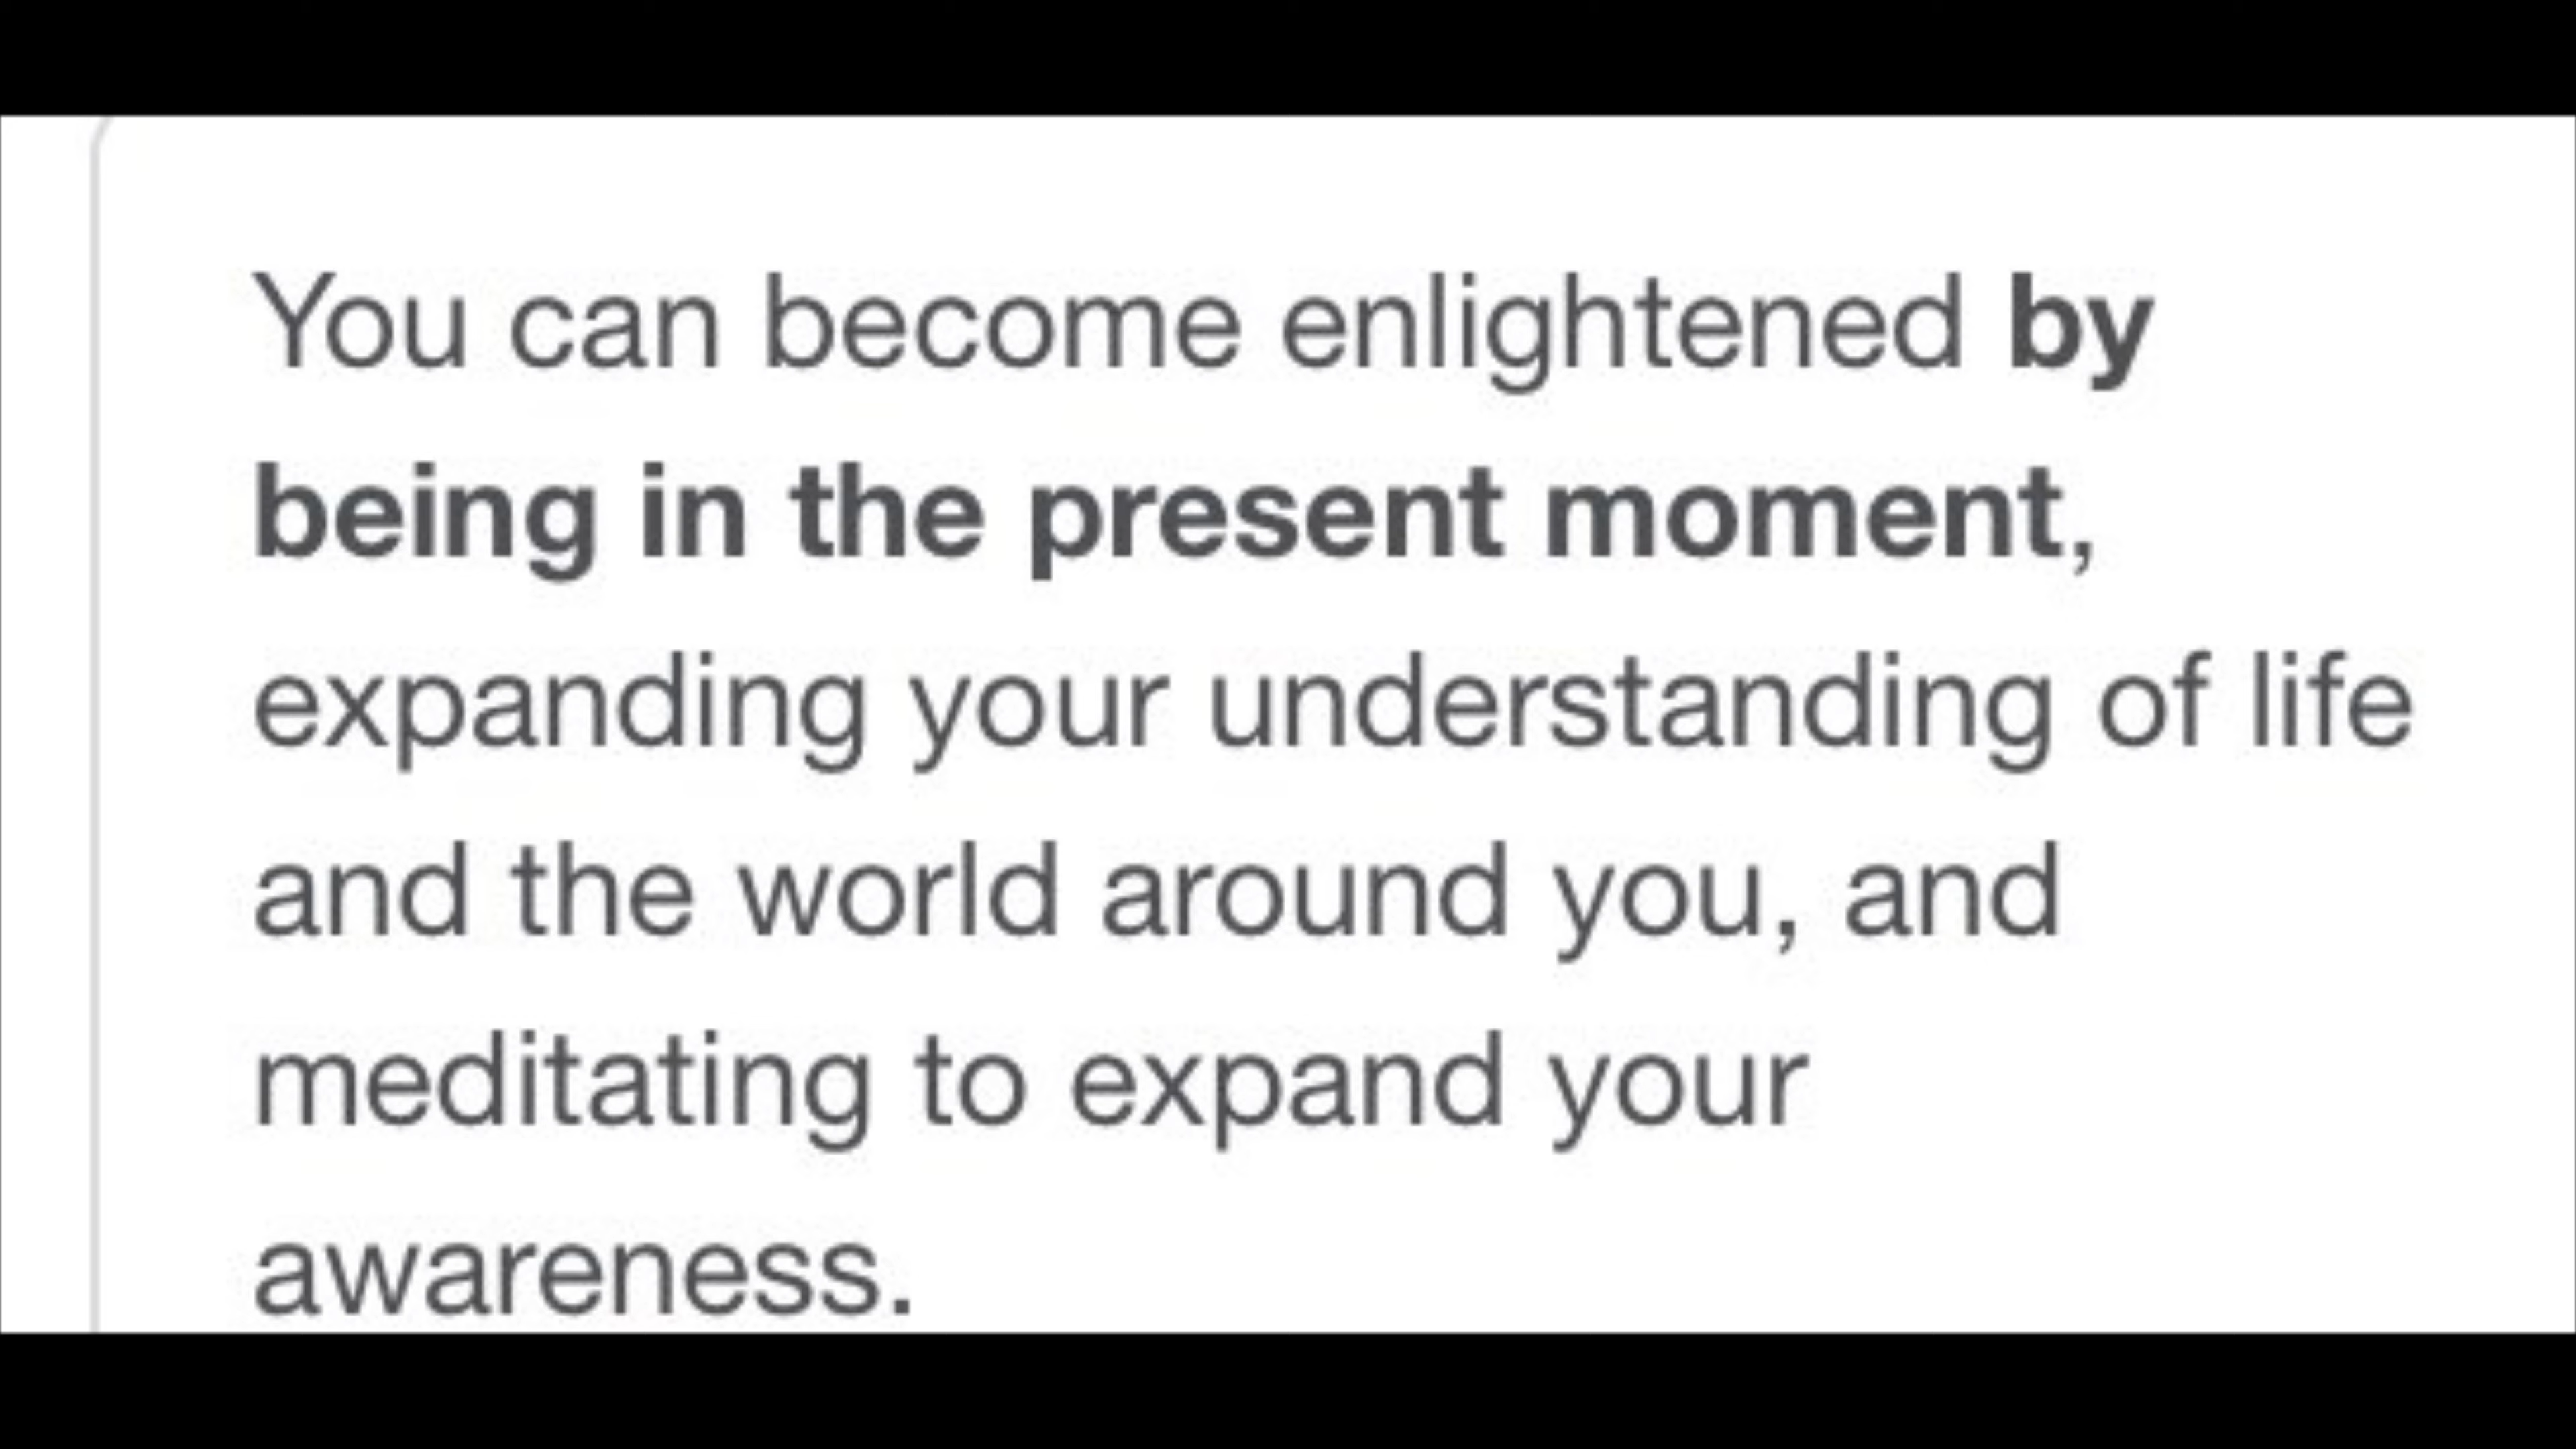 You can become enlightened by
being in the present moment,
expanding your understanding of life
and the world around you, and
meditating to expand your
awareness.